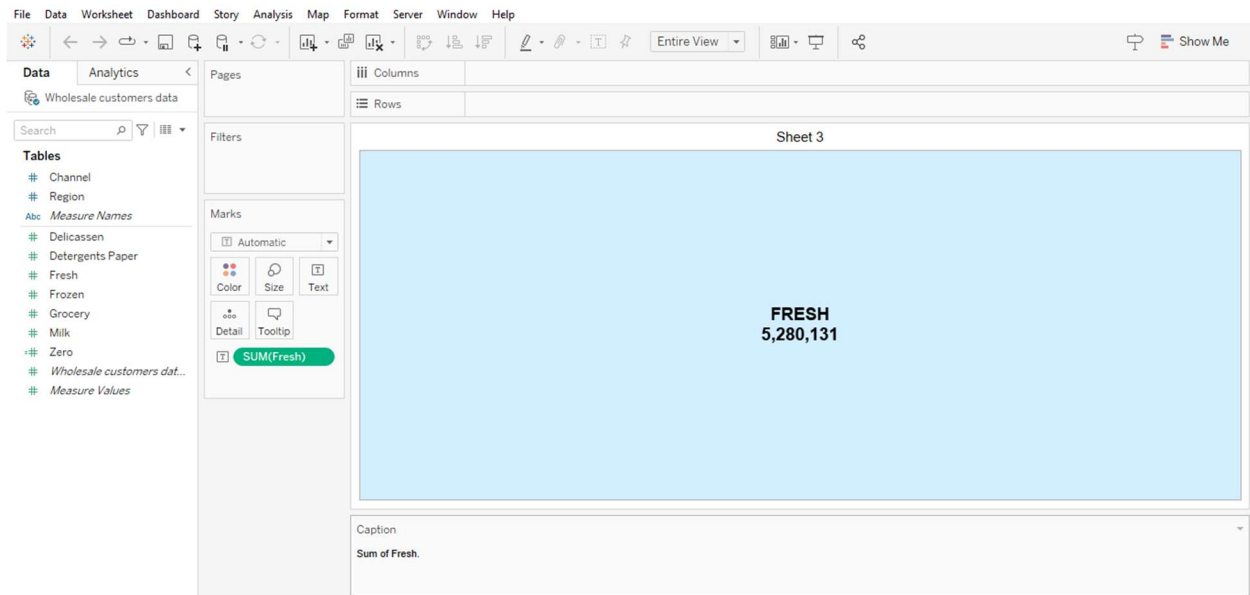 File Data Worksheet Dashboard Story Analysis Map Format Server Window Help
Entire View
Show Me
Data Analytics
Wholesale customers data
Search
Tables
# Channel
# Region
Abc Measure Names
# Delicassen
# Detergents Paper
# Fresh
# Frozen
# Grocery
# Milk
=# Zero
# Wholesale customers dat...
# Measure Values
Pages
Filters
Marks
T Automatic
Color Size Text
Detail Tooltip
T SUM(Fresh)
iii Columns
Rows
Sheet 3
FRESH
5,280,131
Caption
Sum of Fresh.